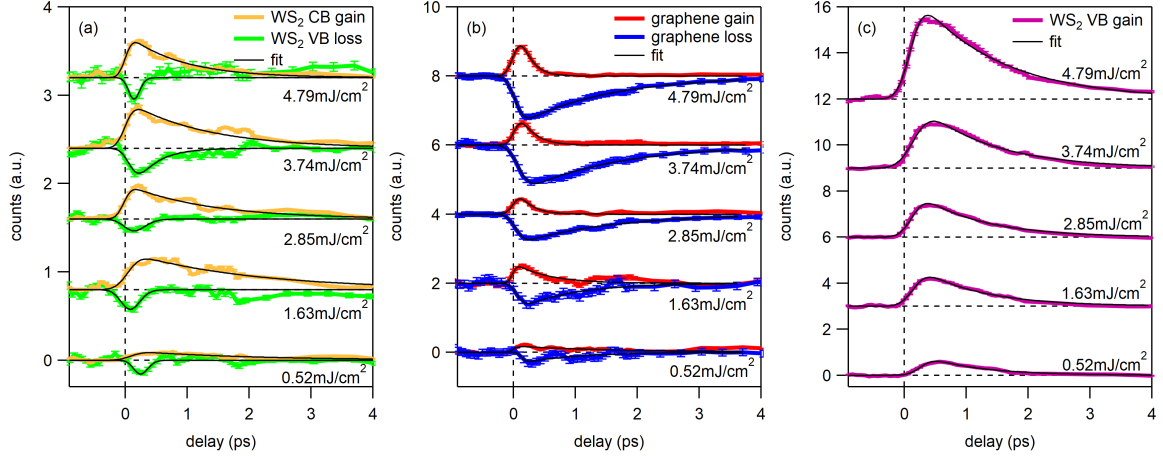 (a)
WS₂ CB gain
WS₂ VB loss
fit
4.79mJ/cm²
3.74mJ/cm²
2.85mJ/cm²
1.63mJ/cm²
0.52mJ/cm²
4
3
2
1
0
counts (a.u.)
0
1
2
3
4
delay (ps)
(b)
graphene gain
graphene loss
fit
4.79mJ/cm²
3.74mJ/cm²
2.85mJ/cm²
1.63mJ/cm²
0.52mJ/cm²
10
8
6
4
2
0
counts (a.u.)
0
1
2
3
4
delay (ps)
(c)
WS₂ VB gain
fit
4.79mJ/cm²
3.74mJ/cm²
2.85mJ/cm²
1.63mJ/cm²
0.52mJ/cm²
16
14
12
10
8
6
4
2
0
counts (a.u.)
0
1
2
3
4
delay (ps)